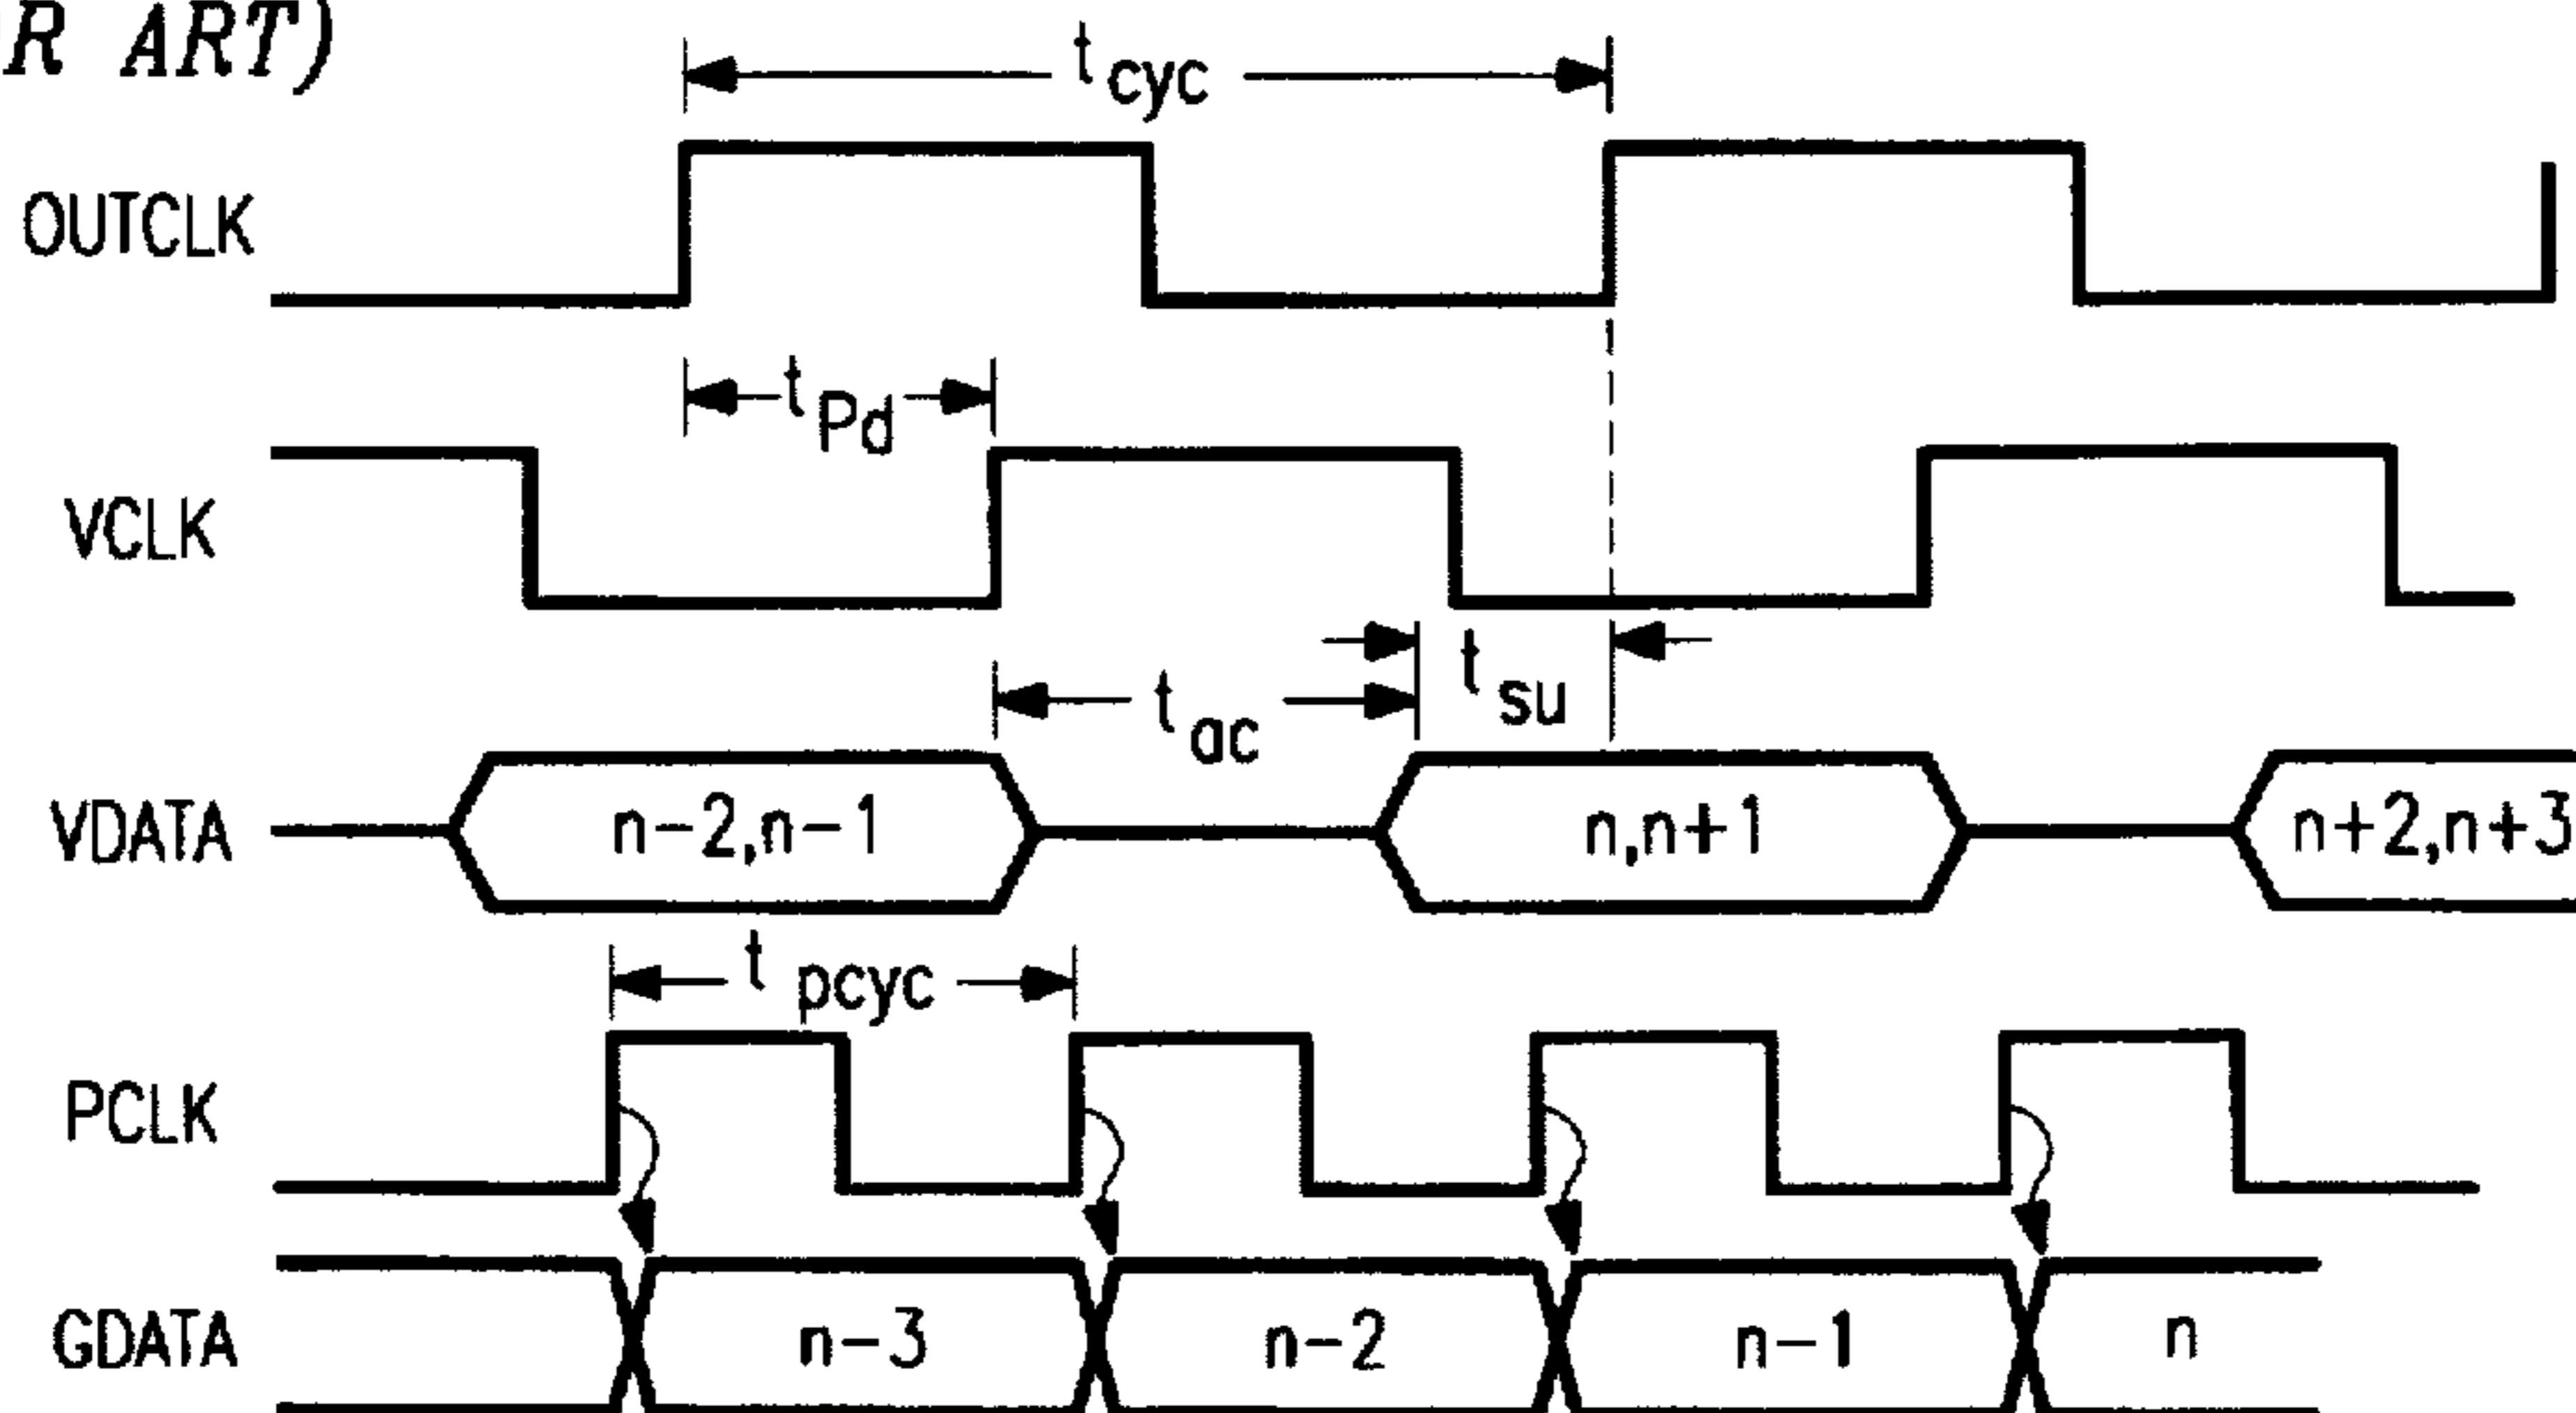 R ART)
tcyc
OUTCLK
tPd
VCLK
tsu
tac
VDATA n-2,n-1 n,n+1 n+2,n+3
tpcyc
PCLK
GDATA n-3 n-2 n-1 n